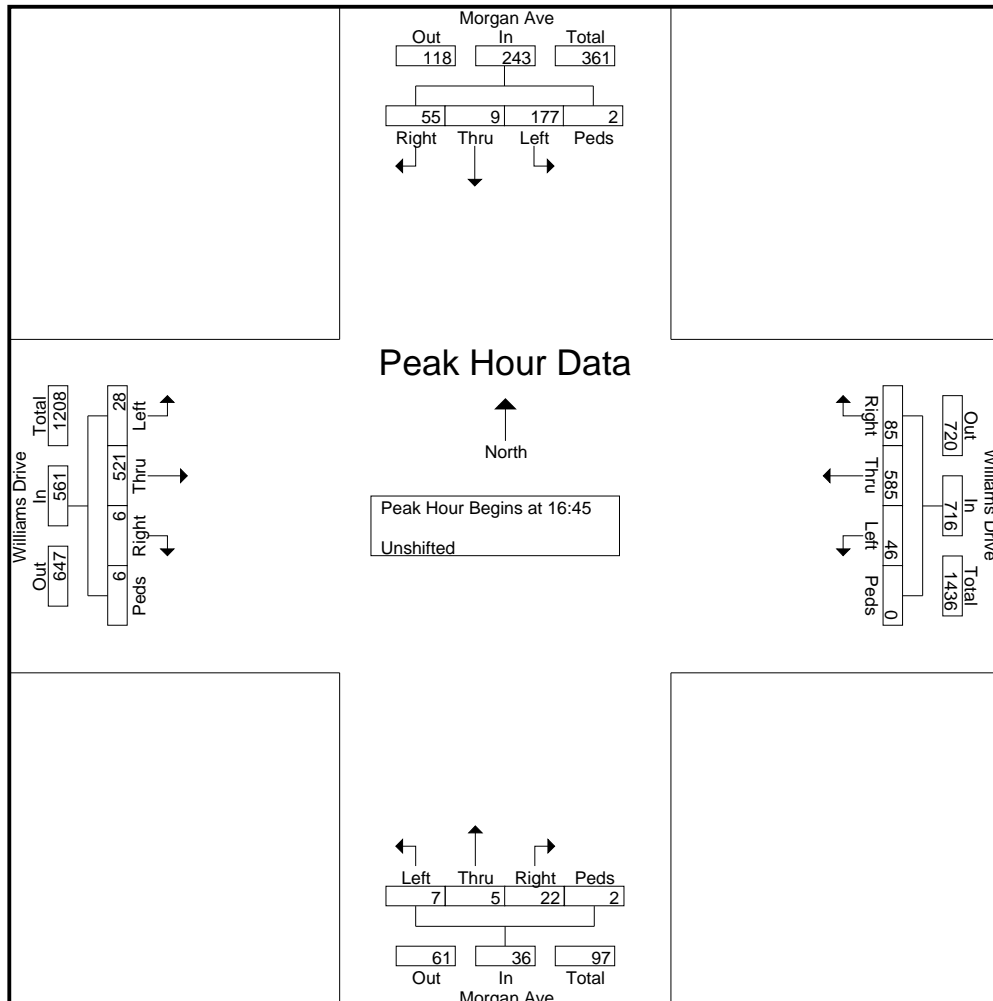 Morgan Ave
Out In Total
118 243 361
55 9 177 2
Right Thru Left Peds
Peak Hour Data
North
Peak Hour Begins at 16:45
Unshifted
Williams Drive
Out In Total
647 561 1208
28 521 6 6
Left Thru Right Peds
Right Thru Left Peds
85 585 46 0
Out In Total
720 716 1436
Williams Drive
Left Thru Right Peds
7 5 22 2
61 36 97
Out In Total
Morgan Ave